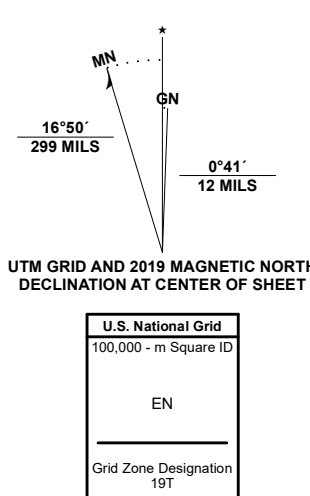 ★
MN
GN
16°50´
299 MILS
0°41´
12 MILS
UTM GRID AND 2019 MAGNETIC NORTH
DECLINATION AT CENTER OF SHEET
U.S. National Grid
100,000 - m Square ID
EN
Grid Zone Designation
19T